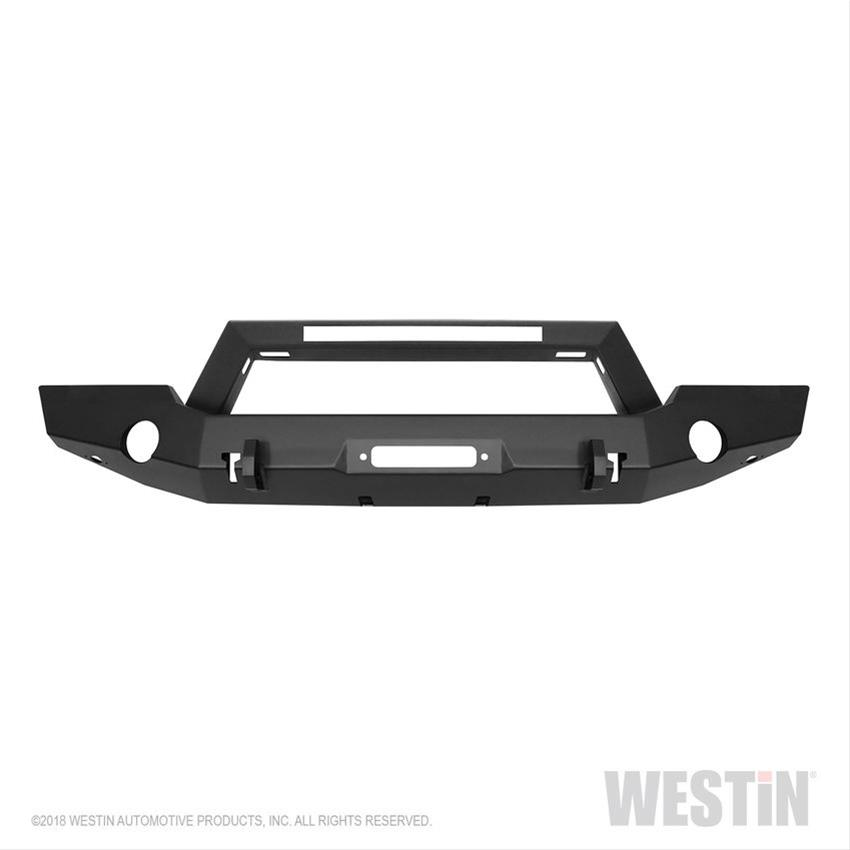 WESTiN®
©2018 WESTIN AUTOMOTIVE PRODUCTS, INC. ALL RIGHTS RESERVED.